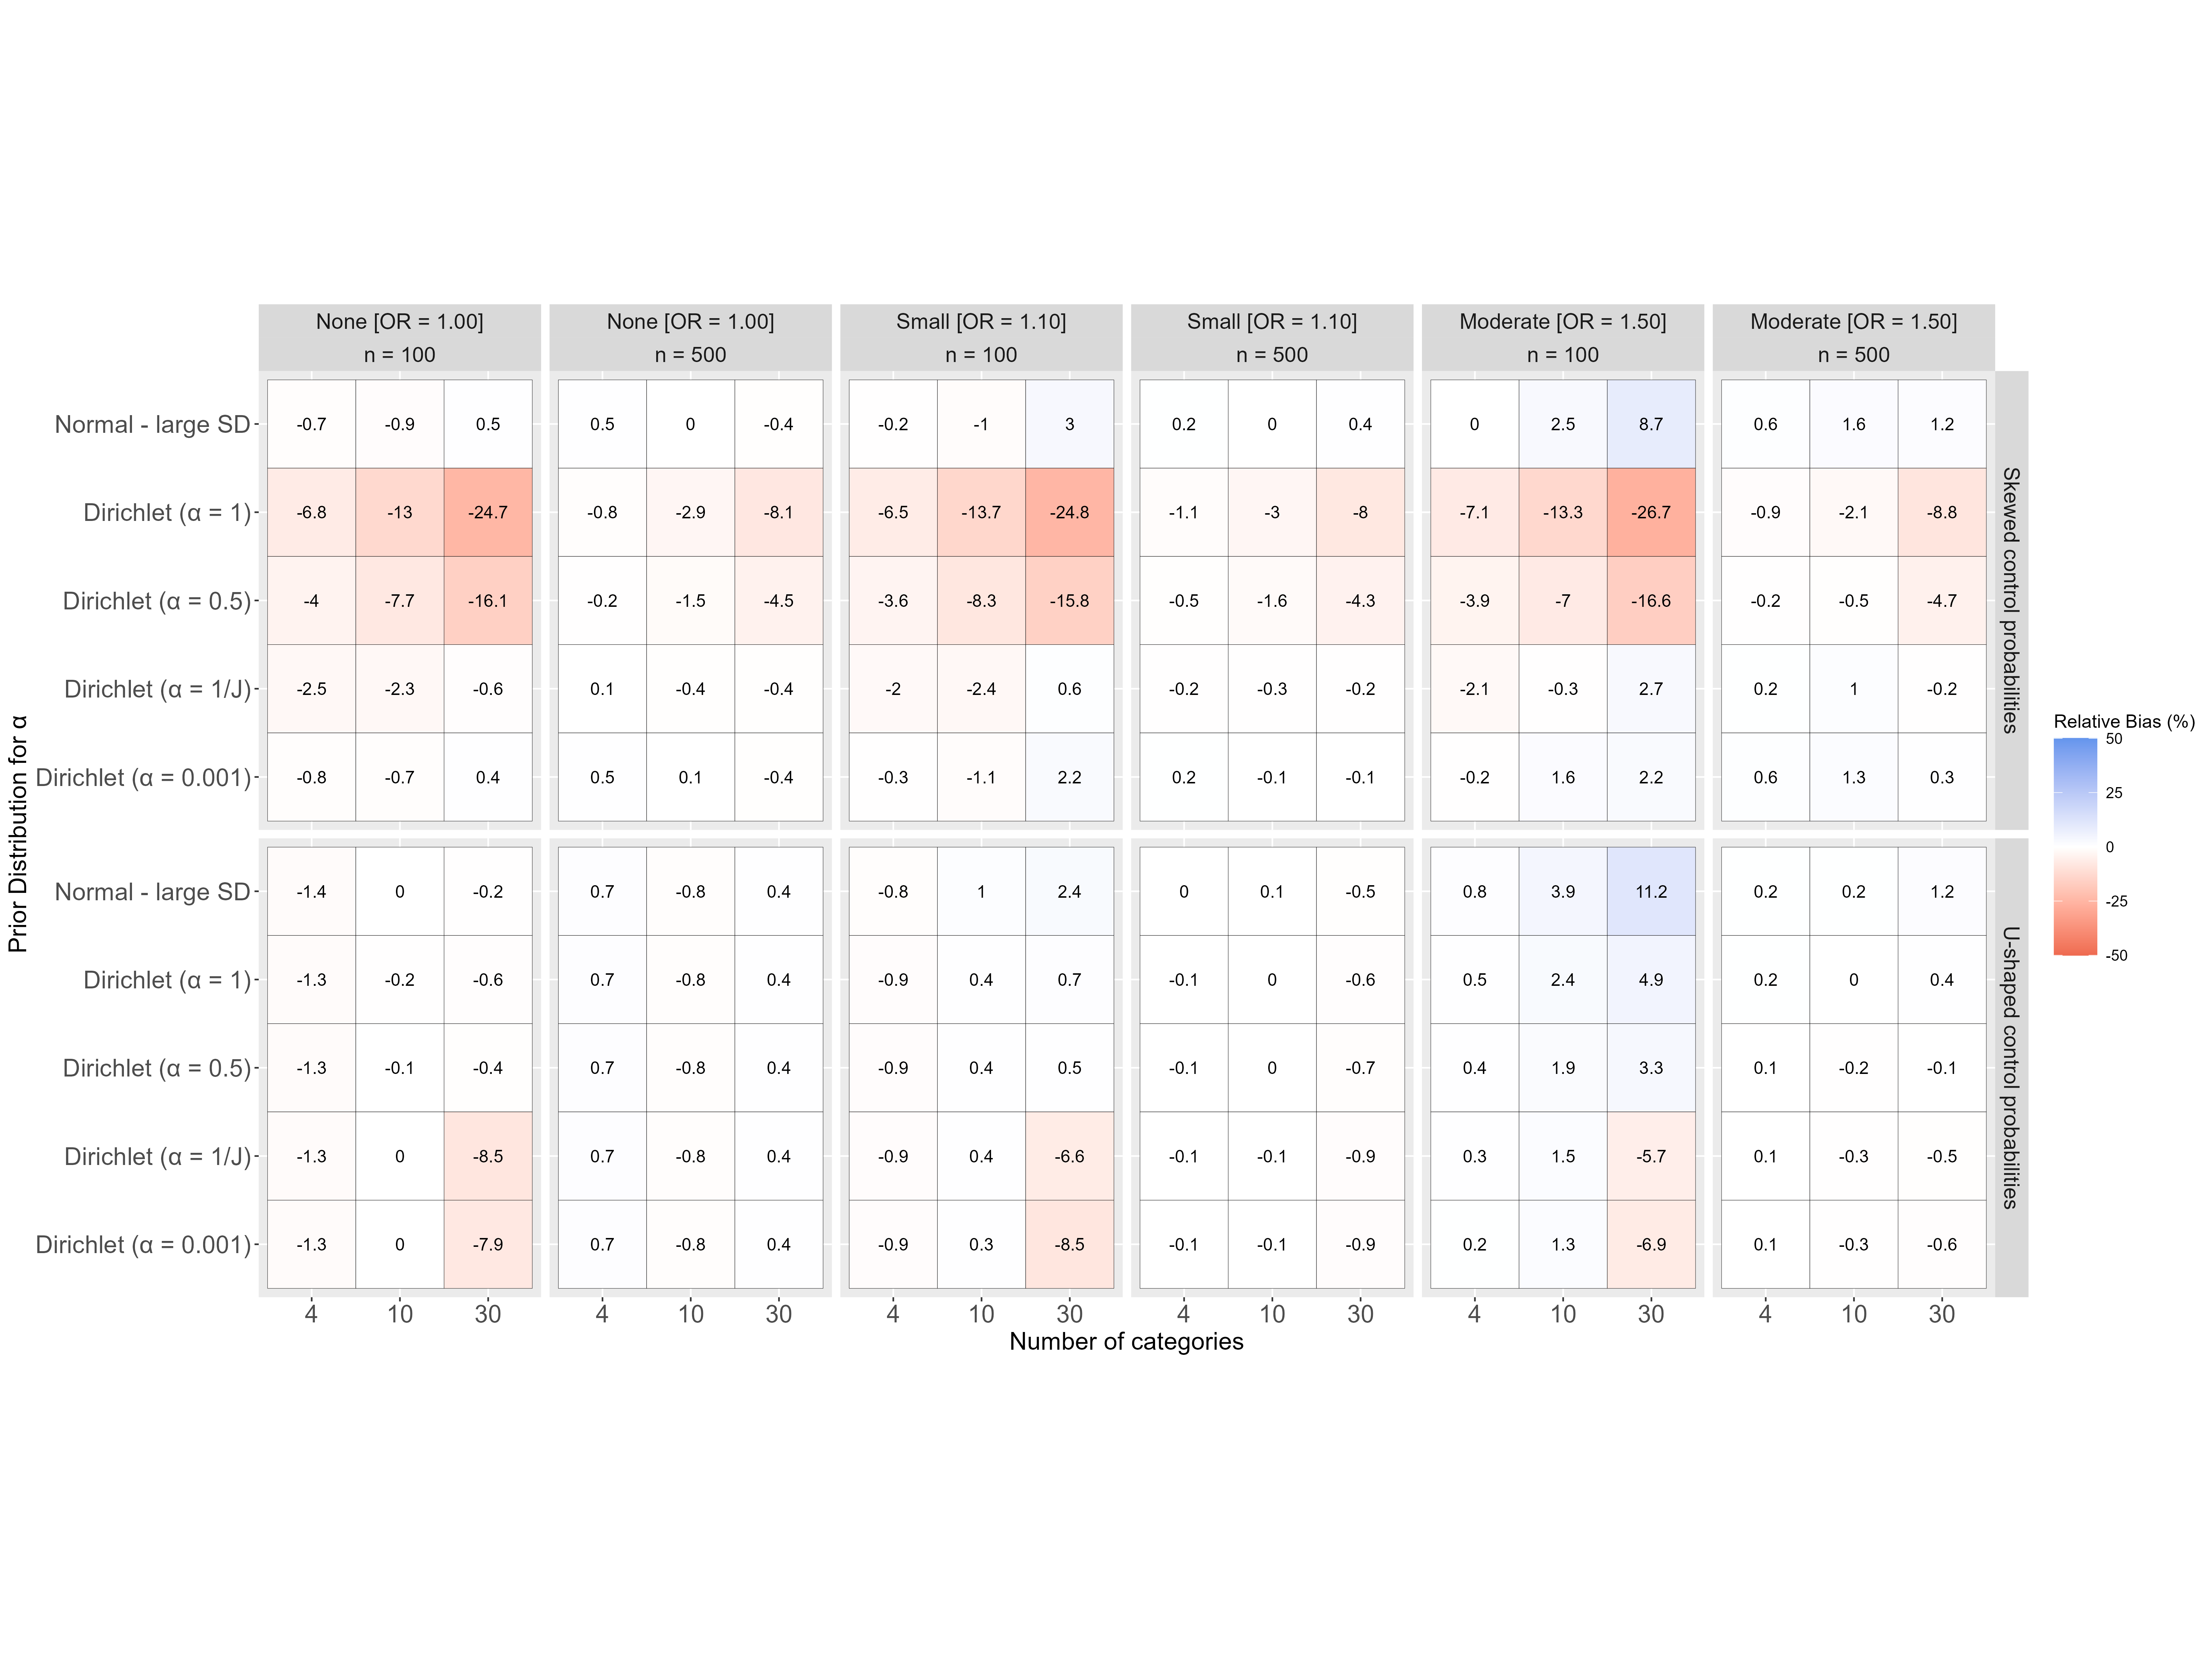 None [OR = 1.00] None [OR = 1.00] Small [OR = 1.10] Small [OR = 1.10] Moderate [OR = 1.50] Moderate [OR = 1.50]
n = 100 n = 500 n = 100 n = 500 n = 100 n = 500
Normal - large SD -0.7 -0.9 0.5 0.5 0 -0.4 -0.2 -1 3 0.2 0 0.4 0 2.5 8.7 0.6 1.6 1.2
Dirichlet (α = 1) -6.8 -13 -24.7 -0.8 -2.9 -8.1 -6.5 -13.7 -24.8 -1.1 -3 -8 -7.1 -13.3 -26.7 -0.9 -2.1 -8.8
Dirichlet (α = 0.5) -4 -7.7 -16.1 -0.2 -1.5 -4.5 -3.6 -8.3 -15.8 -0.5 -1.6 -4.3 -3.9 -7 -16.6 -0.2 -0.5 -4.7
Dirichlet (α = 1/J) -2.5 -2.3 -0.6 0.1 -0.4 -0.4 -2 -2.4 0.6 -0.2 -0.3 -0.2 -2.1 -0.3 2.7 0.2 1 -0.2
Dirichlet (α = 0.001) -0.8 -0.7 0.4 0.5 0.1 -0.4 -0.3 -1.1 2.2 0.2 -0.1 -0.1 -0.2 1.6 2.2 0.6 1.3 0.3
Skewed control probabilities
Normal - large SD -1.4 0 -0.2 0.7 -0.8 0.4 -0.8 1 2.4 0 0.1 -0.5 0.8 3.9 11.2 0.2 0.2 1.2
Dirichlet (α = 1) -1.3 -0.2 -0.6 0.7 -0.8 0.4 -0.9 0.4 0.7 -0.1 0 -0.6 0.5 2.4 4.9 0.2 0 0.4
Dirichlet (α = 0.5) -1.3 -0.1 -0.4 0.7 -0.8 0.4 -0.9 0.4 0.5 -0.1 0 -0.7 0.4 1.9 3.3 0.1 -0.2 -0.1
Dirichlet (α = 1/J) -1.3 0 -8.5 0.7 -0.8 0.4 -0.9 0.4 -6.6 -0.1 -0.1 -0.9 0.3 1.5 -5.7 0.1 -0.3 -0.5
Dirichlet (α = 0.001) -1.3 0 -7.9 0.7 -0.8 0.4 -0.9 0.3 -8.5 -0.1 -0.1 -0.9 0.2 1.3 -6.9 0.1 -0.3 -0.6
U-shaped control probabilities
4 10 30 4 10 30 4 10 30 4 10 30 4 10 30 4 10 30
Number of categories
Prior Distribution for α
Relative Bias (%)
50
25
0
-25
-50